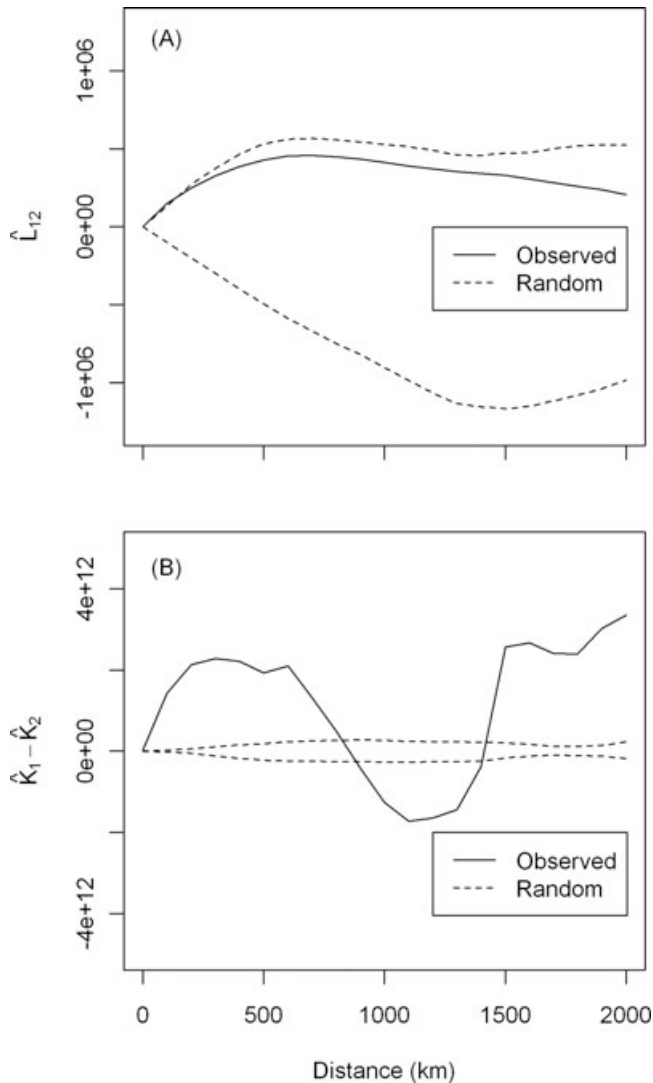 (A)
1e+06
0e+00
-1e+06
L̂12
Observed
Random
(B)
4e+12
0e+00
-4e+12
K̂1 − K̂2
Observed
Random
0 500 1000 1500 2000
Distance (km)